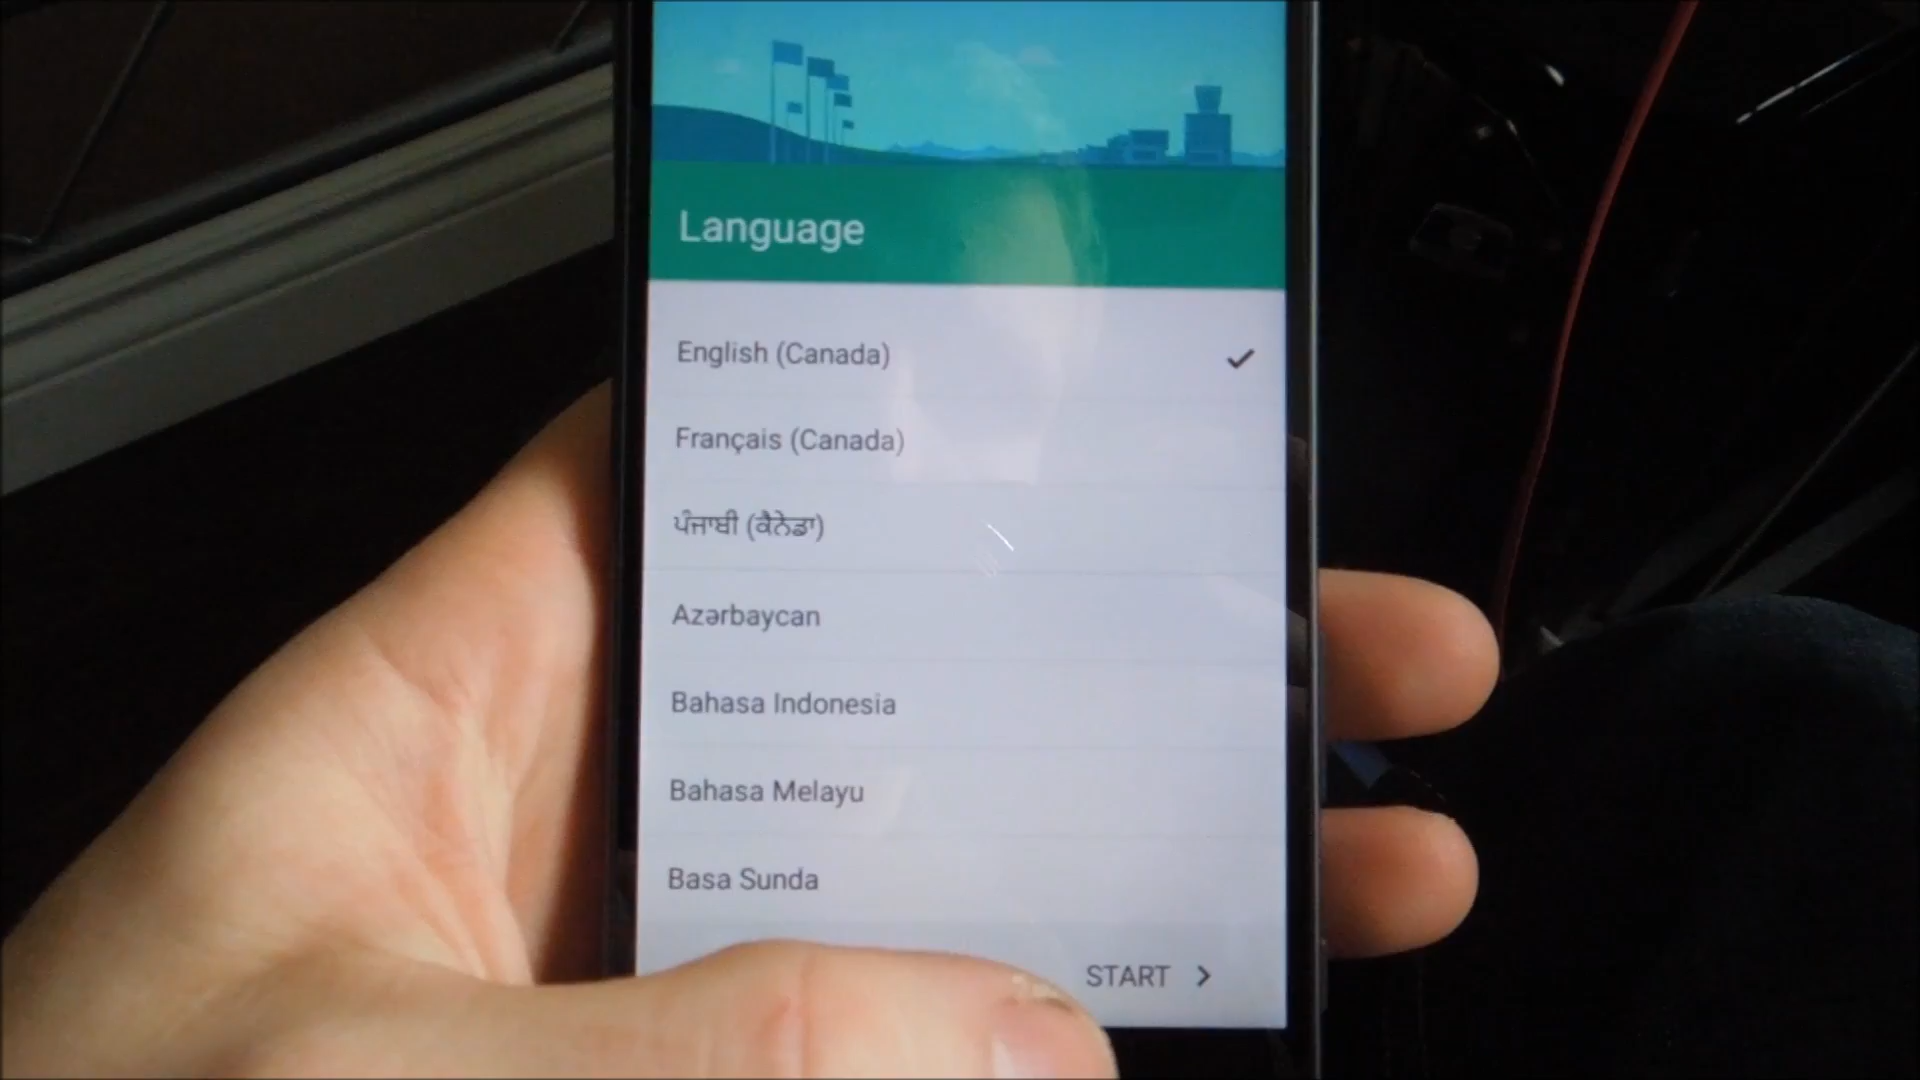 Language
English (Canada)
Français (Canada)
ਪੰਜਾਬੀ (ਕੈਨੇਡਾ)
Azərbaycan
Bahasa Indonesia
Bahasa Melayu
Basa Sunda
START